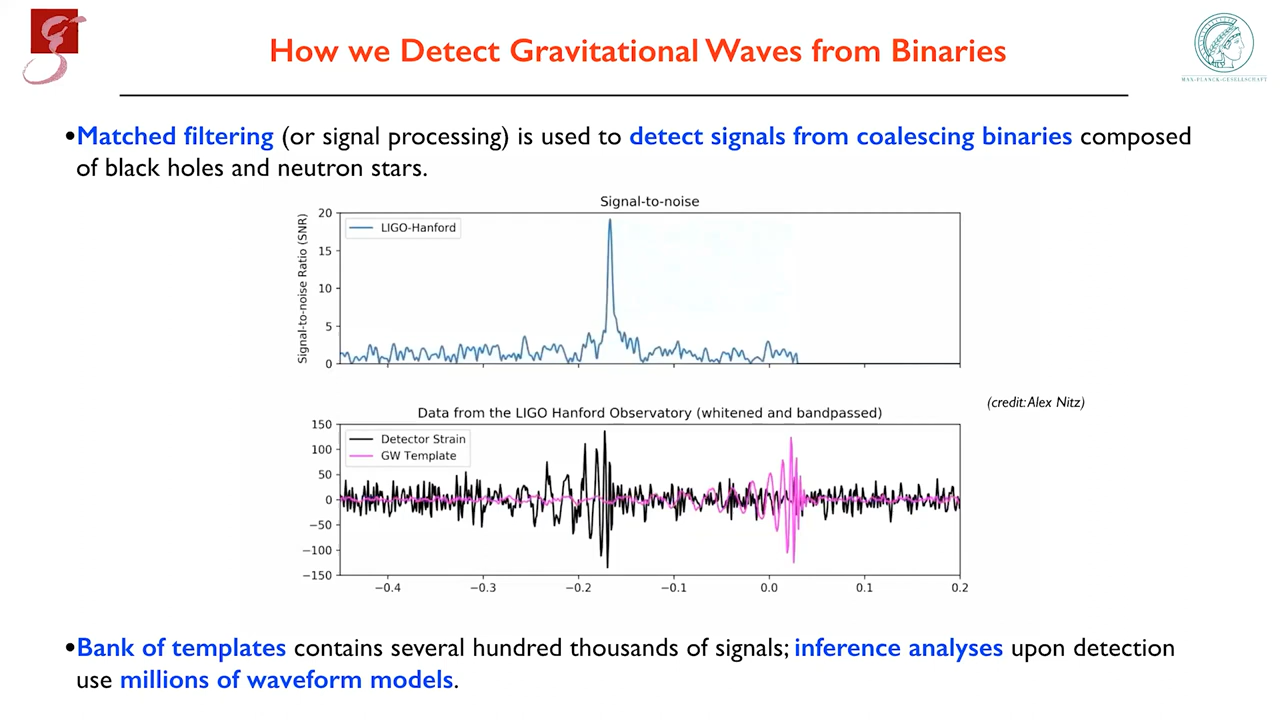 How we Detect Gravitational Waves from Binaries
MAX-PLANCK-GESELLSCHAFT
•Matched filtering (or signal processing) is used to detect signals from coalescing binaries composed
of black holes and neutron stars.
Signal-to-noise
Signal-to-noise Ratio (SNR)
20
15
10
5
0
LIGO-Hanford
(credit: Alex Nitz)
Data from the LIGO Hanford Observatory (whitened and bandpassed)
150
100
50
0
−50
−100
−150
Detector Strain
GW Template
−0.4 −0.3 −0.2 −0.1 0.0 0.1 0.2
•Bank of templates contains several hundred thousands of signals; inference analyses upon detection
use millions of waveform models.